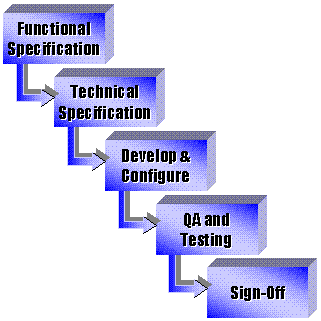 Functional
Specification
Technical
Specification
Develop &
Configure
QA and
Testing
Sign-Off